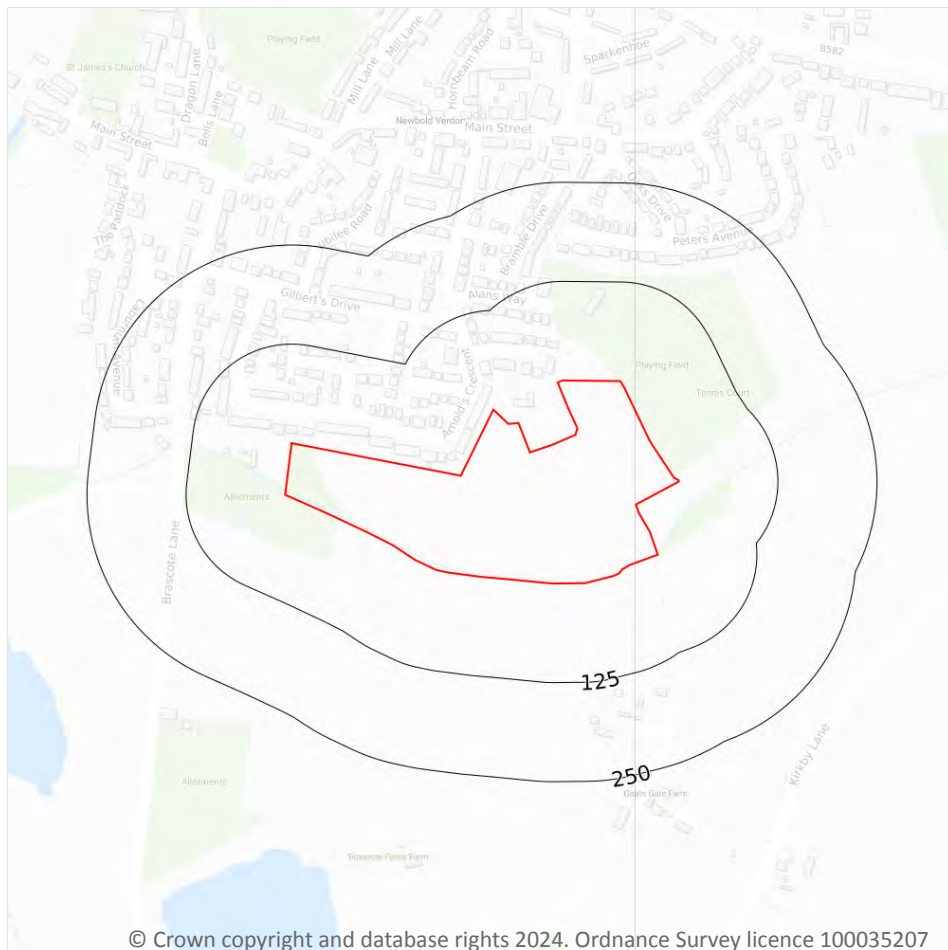 Playing Field
Mill Lane
Mill Lane
Hornbeam Road
Sparkenhoe
B582
St James's Church
Dragon Lane
Bells Lane
Main Street
Newbold Verdon
Main Street
The Paddock
Jubilee Road
Bramble Drive
Oaks Drive
Peters Avenue
Gilbert's Drive
Alans Way
Arnold's Crescent
Playing Field
Tennis Court
Allotments
Brascote Lane
125
250
Kirkby Lane
Allotments
Goats Gate Farm
© Crown copyright and database rights 2024. Ordnance Survey licence 100035207